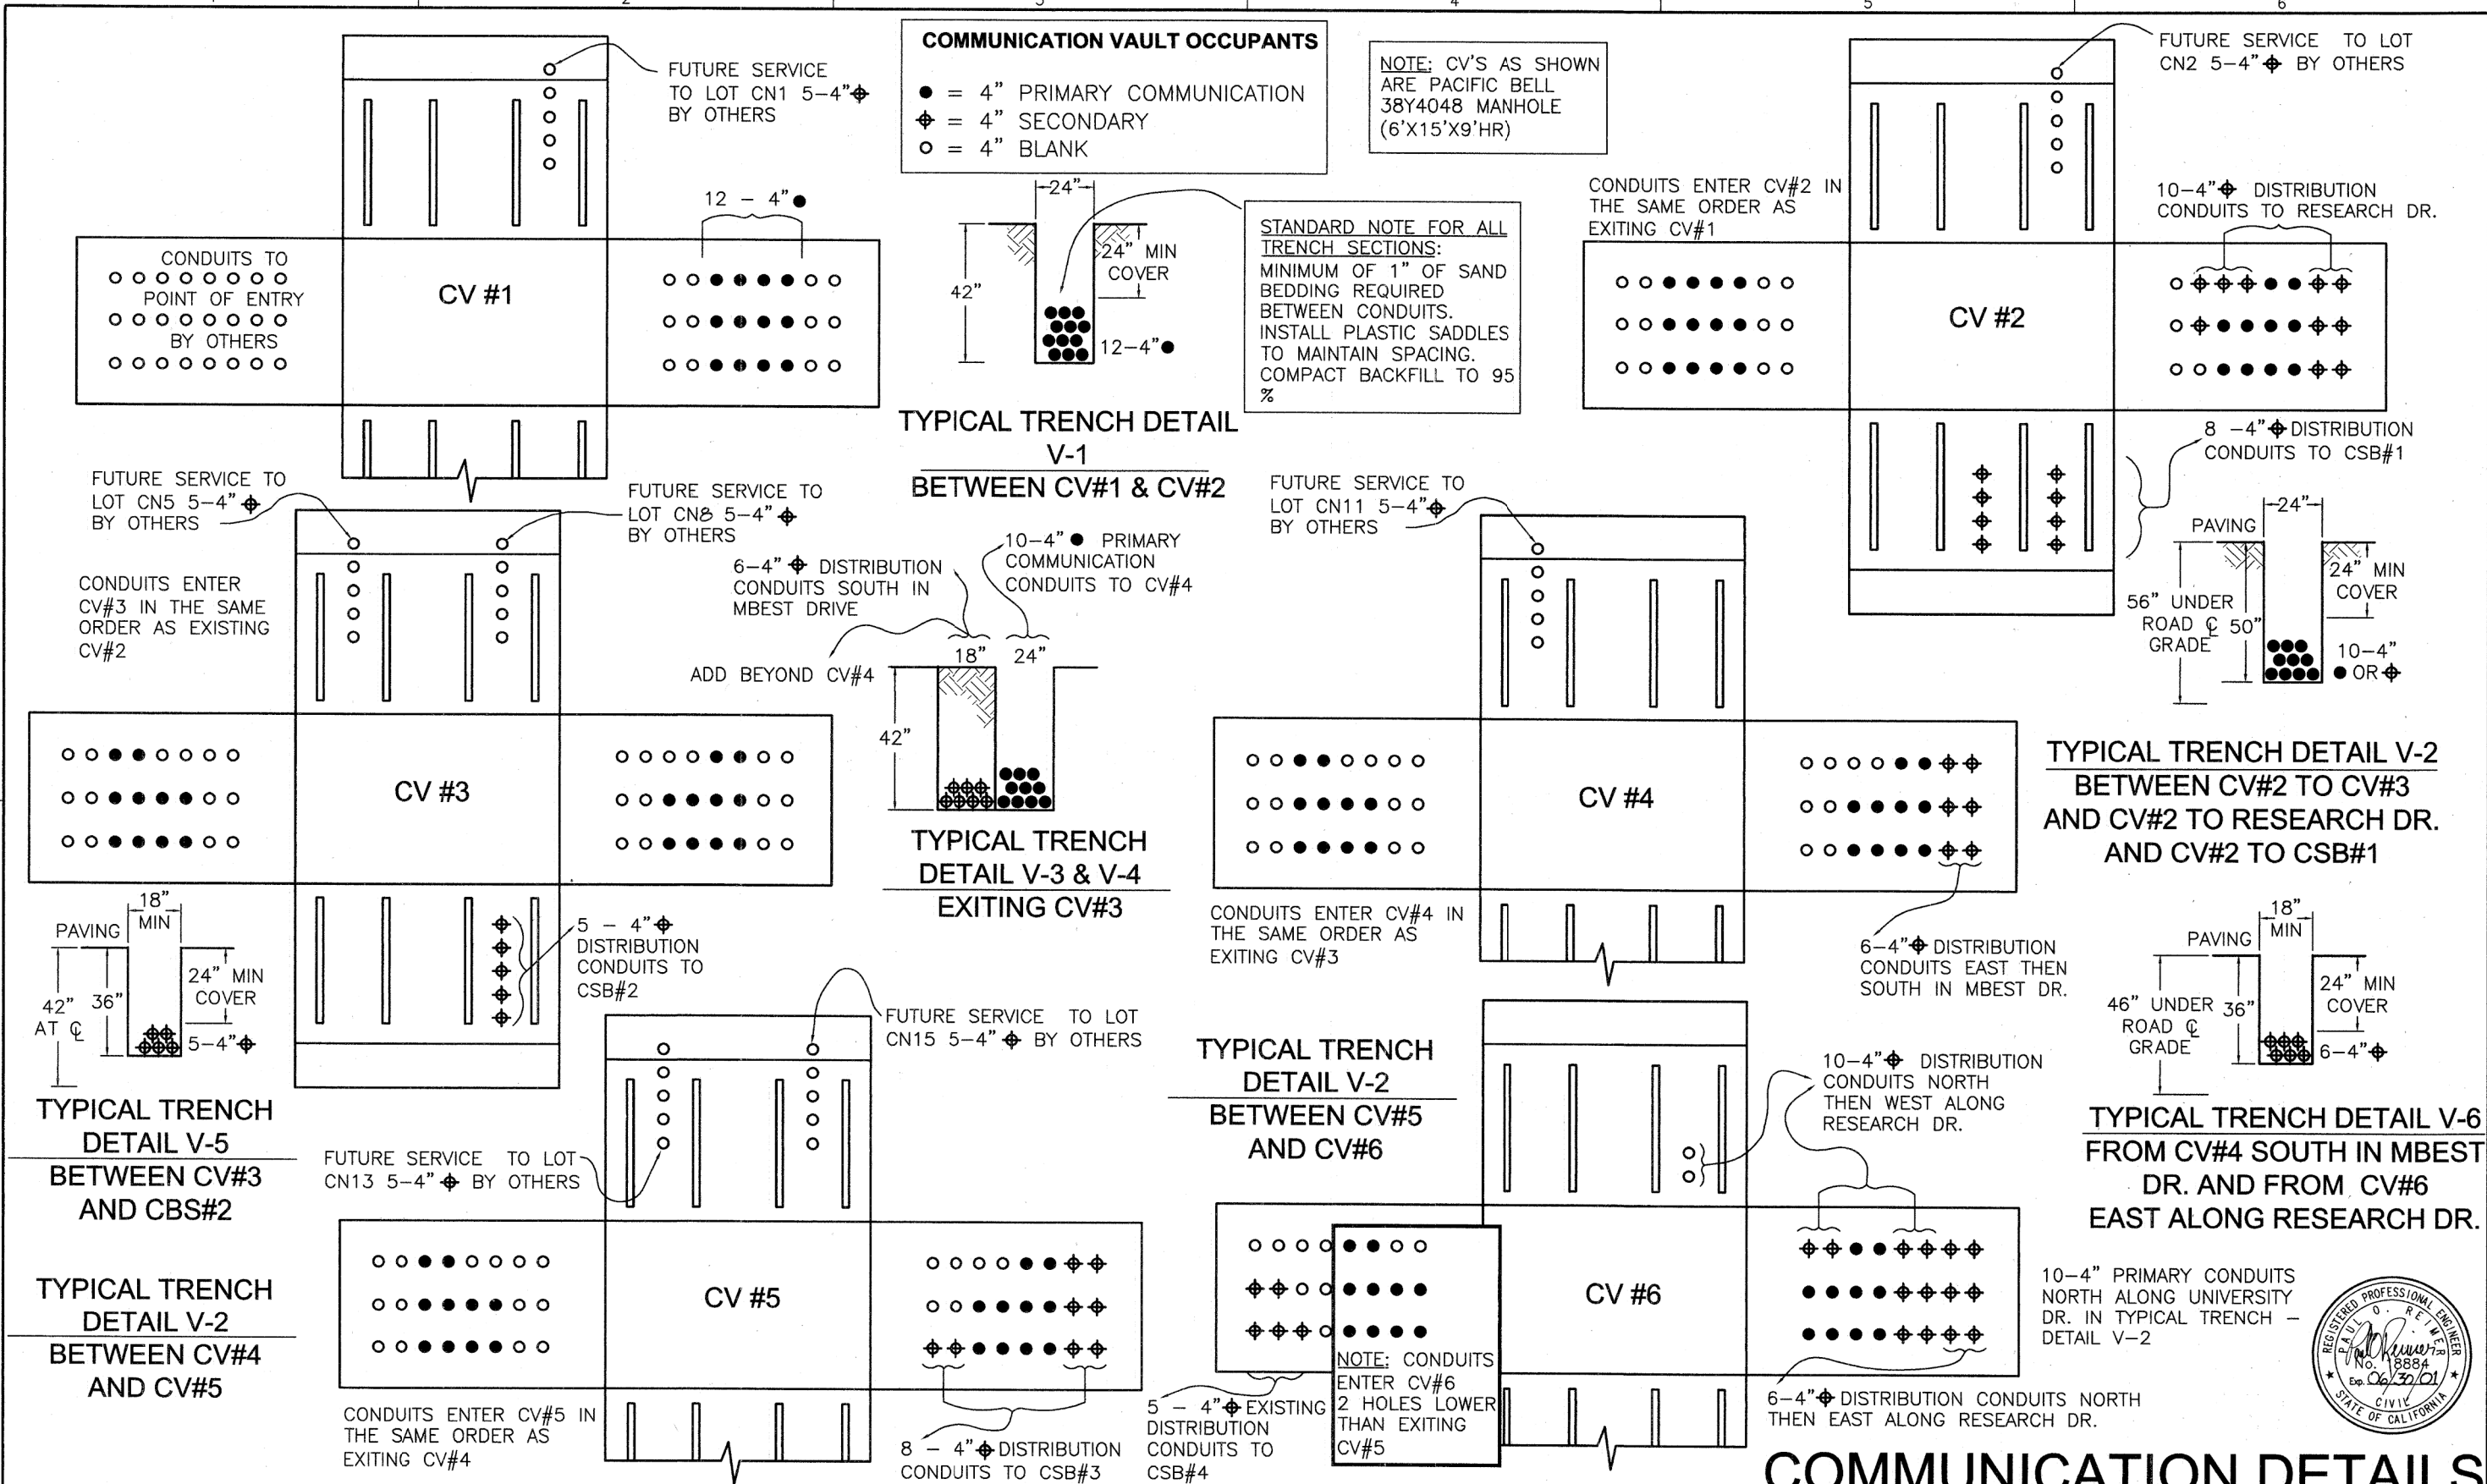 2
3
4
5
6
FUTURE SERVICE
TO LOT CN1 5-4"⌖
BY OTHERS
COMMUNICATION VAULT OCCUPANTS
● = 4" PRIMARY COMMUNICATION
⌖ = 4" SECONDARY
○ = 4" BLANK
NOTE: CV'S AS SHOWN
ARE PACIFIC BELL
38Y4048 MANHOLE
(6'X15'X9'HR)
FUTURE SERVICE TO LOT
CN2 5-4"⌖ BY OTHERS
12 - 4"●
CONDUITS TO
POINT OF ENTRY
BY OTHERS
CV #1
24"
42"
24" MIN
COVER
12-4"●
STANDARD NOTE FOR ALL
TRENCH SECTIONS:
MINIMUM OF 1" OF SAND
BEDDING REQUIRED
BETWEEN CONDUITS.
INSTALL PLASTIC SADDLES
TO MAINTAIN SPACING.
COMPACT BACKFILL TO 95
%
TYPICAL TRENCH DETAIL
V-1
BETWEEN CV#1 & CV#2
CONDUITS ENTER CV#2 IN
THE SAME ORDER AS
EXITING CV#1
CV #2
10-4"⌖ DISTRIBUTION
CONDUITS TO RESEARCH DR.
8 -4"⌖ DISTRIBUTION
CONDUITS TO CSB#1
FUTURE SERVICE TO
LOT CN5 5-4"⌖
BY OTHERS
FUTURE SERVICE TO
LOT CN8 5-4"⌖
BY OTHERS
CONDUITS ENTER
CV#3 IN THE SAME
ORDER AS EXISTING
CV#2
CV #3
6-4"⌖ DISTRIBUTION
CONDUITS SOUTH IN
MBEST DRIVE
10-4"● PRIMARY
COMMUNICATION
CONDUITS TO CV#4
ADD BEYOND CV#4
18"
24"
42"
TYPICAL TRENCH
DETAIL V-3 & V-4
EXITING CV#3
FUTURE SERVICE TO
LOT CN11 5-4"⌖
BY OTHERS
CV #4
CONDUITS ENTER CV#4 IN
THE SAME ORDER AS
EXITING CV#3
6-4"⌖ DISTRIBUTION
CONDUITS EAST THEN
SOUTH IN MBEST DR.
PAVING
24"
24" MIN
COVER
56" UNDER
ROAD ℄
GRADE
50"
10-4"
● OR ⌖
TYPICAL TRENCH DETAIL V-2
BETWEEN CV#2 TO CV#3
AND CV#2 TO RESEARCH DR.
AND CV#2 TO CSB#1
PAVING
18"
MIN
24" MIN
COVER
42"
AT ℄
36"
5-4"⌖
5 - 4"⌖
DISTRIBUTION
CONDUITS TO
CSB#2
TYPICAL TRENCH
DETAIL V-5
BETWEEN CV#3
AND CBS#2
TYPICAL TRENCH
DETAIL V-2
BETWEEN CV#4
AND CV#5
FUTURE SERVICE TO LOT
CN15 5-4"⌖ BY OTHERS
FUTURE SERVICE TO LOT
CN13 5-4"⌖ BY OTHERS
CV #5
CONDUITS ENTER CV#5 IN
THE SAME ORDER AS
EXITING CV#4
8 - 4"⌖ DISTRIBUTION
CONDUITS TO CSB#3
TYPICAL TRENCH
DETAIL V-2
BETWEEN CV#5
AND CV#6
10-4"⌖ DISTRIBUTION
CONDUITS NORTH
THEN WEST ALONG
RESEARCH DR.
CV #6
NOTE: CONDUITS
ENTER CV#6
2 HOLES LOWER
THAN EXITING
CV#5
5 - 4"⌖ EXISTING
DISTRIBUTION
CONDUITS TO
CSB#4
6-4"⌖ DISTRIBUTION CONDUITS NORTH
THEN EAST ALONG RESEARCH DR.
PAVING
18"
MIN
24" MIN
COVER
46" UNDER
ROAD ℄
GRADE
36"
6-4"⌖
TYPICAL TRENCH DETAIL V-6
FROM CV#4 SOUTH IN MBEST
DR. AND FROM CV#6
EAST ALONG RESEARCH DR.
10-4" PRIMARY CONDUITS
NORTH ALONG UNIVERSITY
DR. IN TYPICAL TRENCH -
DETAIL V-2
REGISTERED PROFESSIONAL ENGINEER
PAUL O. REIMER
No. 18884
Exp. 06/30/01
CIVIL
STATE OF CALIFORNIA
COMMUNICATION DETAILS